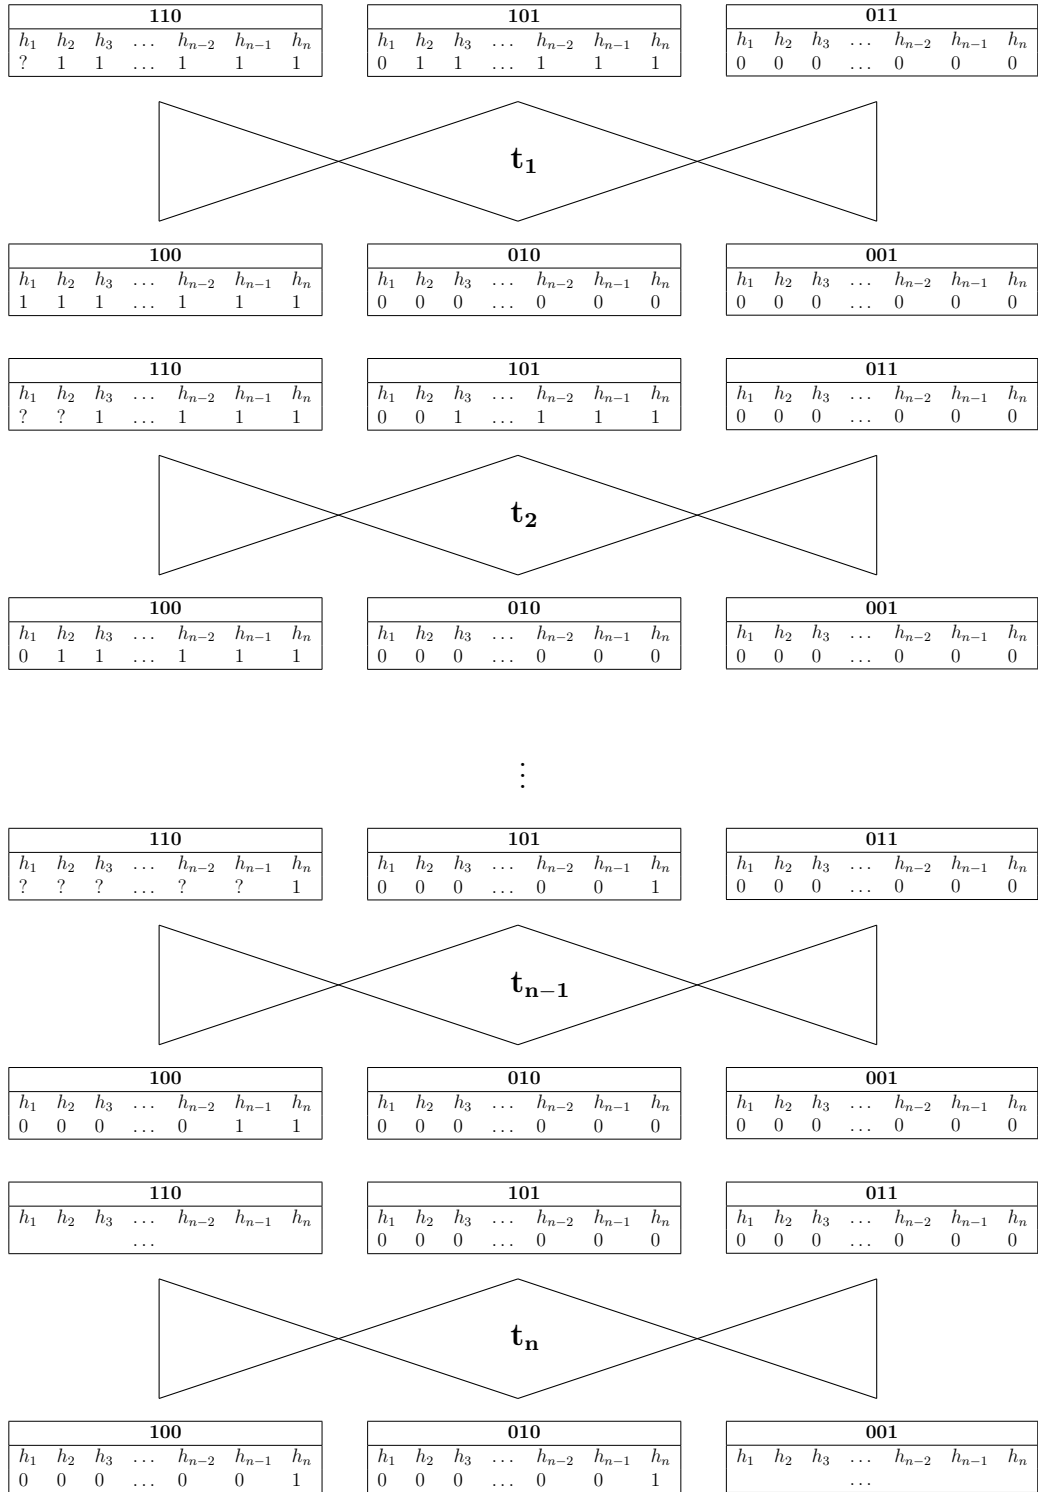 110 101 011
h₁ h₂ h₃ … hₙ₋₂ hₙ₋₁ hₙ h₁ h₂ h₃ … hₙ₋₂ hₙ₋₁ hₙ h₁ h₂ h₃ … hₙ₋₂ hₙ₋₁ hₙ
? 1 1 … 1 1 1 0 1 1 … 1 1 1 0 0 0 … 0 0 0
t₁
100 010 001
h₁ h₂ h₃ … hₙ₋₂ hₙ₋₁ hₙ h₁ h₂ h₃ … hₙ₋₂ hₙ₋₁ hₙ h₁ h₂ h₃ … hₙ₋₂ hₙ₋₁ hₙ
1 1 1 … 1 1 1 0 0 0 … 0 0 0 0 0 0 … 0 0 0
110 101 011
h₁ h₂ h₃ … hₙ₋₂ hₙ₋₁ hₙ h₁ h₂ h₃ … hₙ₋₂ hₙ₋₁ hₙ h₁ h₂ h₃ … hₙ₋₂ hₙ₋₁ hₙ
? ? 1 … 1 1 1 0 0 1 … 1 1 1 0 0 0 … 0 0 0
t₂
100 010 001
h₁ h₂ h₃ … hₙ₋₂ hₙ₋₁ hₙ h₁ h₂ h₃ … hₙ₋₂ hₙ₋₁ hₙ h₁ h₂ h₃ … hₙ₋₂ hₙ₋₁ hₙ
0 1 1 … 1 1 1 0 0 0 … 0 0 0 0 0 0 … 0 0 0
⋮
110 101 011
h₁ h₂ h₃ … hₙ₋₂ hₙ₋₁ hₙ h₁ h₂ h₃ … hₙ₋₂ hₙ₋₁ hₙ h₁ h₂ h₃ … hₙ₋₂ hₙ₋₁ hₙ
? ? ? … ? ? 1 0 0 0 … 0 0 1 0 0 0 … 0 0 0
tₙ₋₁
100 010 001
h₁ h₂ h₃ … hₙ₋₂ hₙ₋₁ hₙ h₁ h₂ h₃ … hₙ₋₂ hₙ₋₁ hₙ h₁ h₂ h₃ … hₙ₋₂ hₙ₋₁ hₙ
0 0 0 … 0 1 1 0 0 0 … 0 0 0 0 0 0 … 0 0 0
110 101 011
h₁ h₂ h₃ … hₙ₋₂ hₙ₋₁ hₙ h₁ h₂ h₃ … hₙ₋₂ hₙ₋₁ hₙ h₁ h₂ h₃ … hₙ₋₂ hₙ₋₁ hₙ
… 0 0 0 … 0 0 0 0 0 0 … 0 0 0
tₙ
100 010 001
h₁ h₂ h₃ … hₙ₋₂ hₙ₋₁ hₙ h₁ h₂ h₃ … hₙ₋₂ hₙ₋₁ hₙ h₁ h₂ h₃ … hₙ₋₂ hₙ₋₁ hₙ
0 0 0 … 0 0 1 0 0 0 … 0 0 1 …